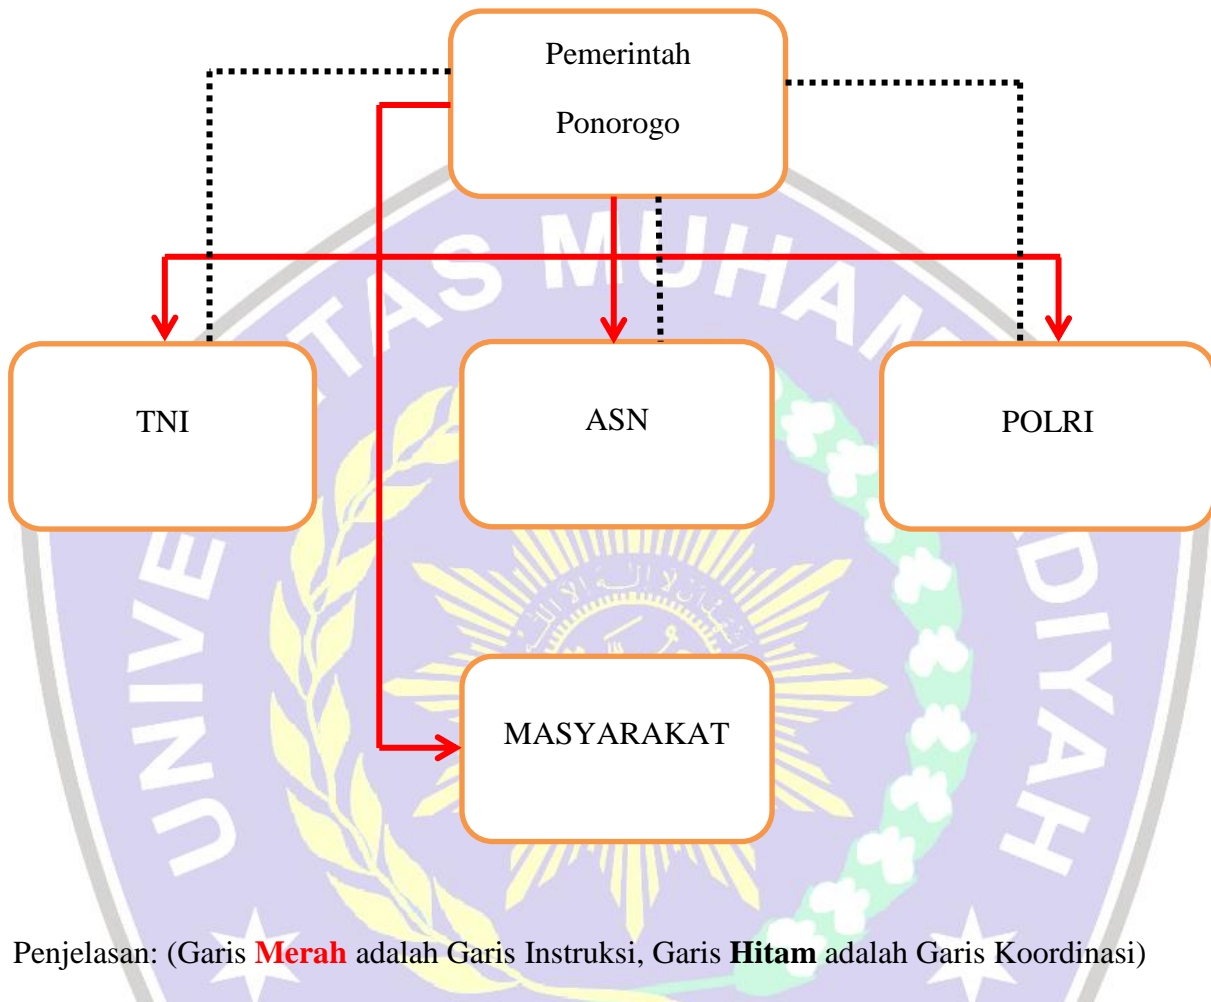 Pemerintah
Ponorogo
TNI
ASN
POLRI
MASYARAKAT
Penjelasan: (Garis Merah adalah Garis Instruksi, Garis Hitam adalah Garis Koordinasi)